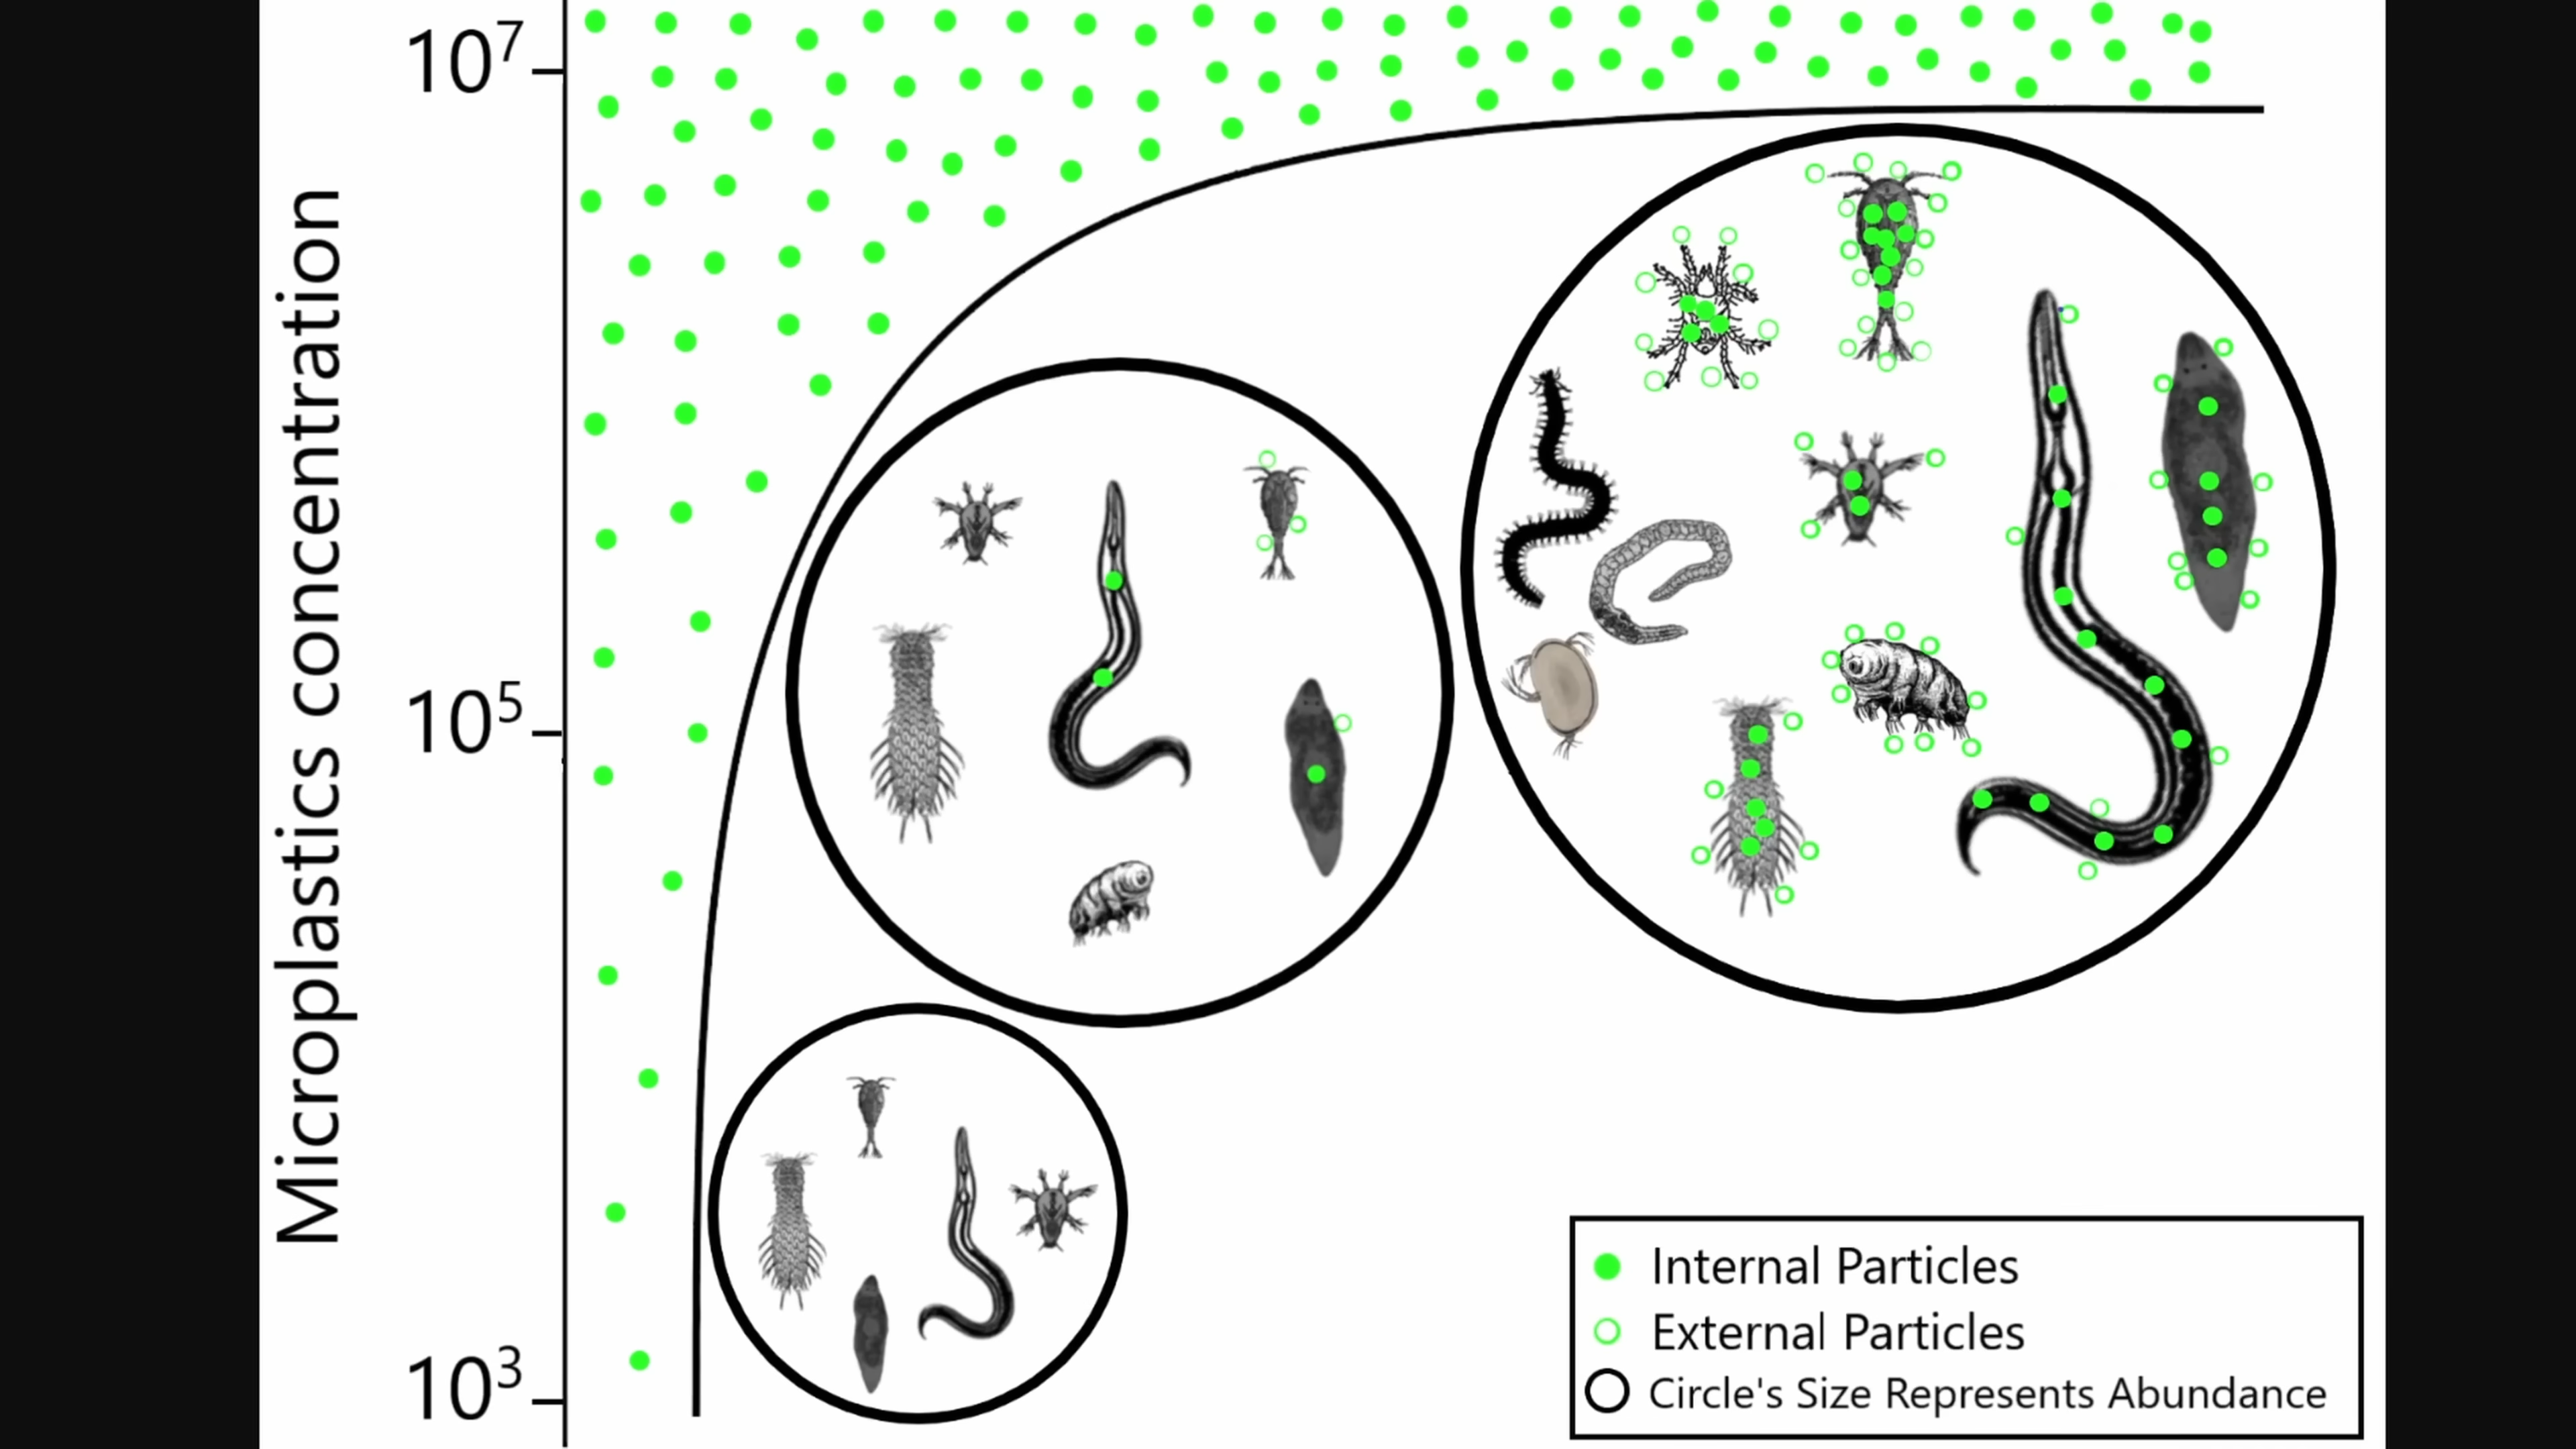 Microplastics concentration
10⁷
10⁵
10³
Internal Particles
External Particles
Circle's Size Represents Abundance